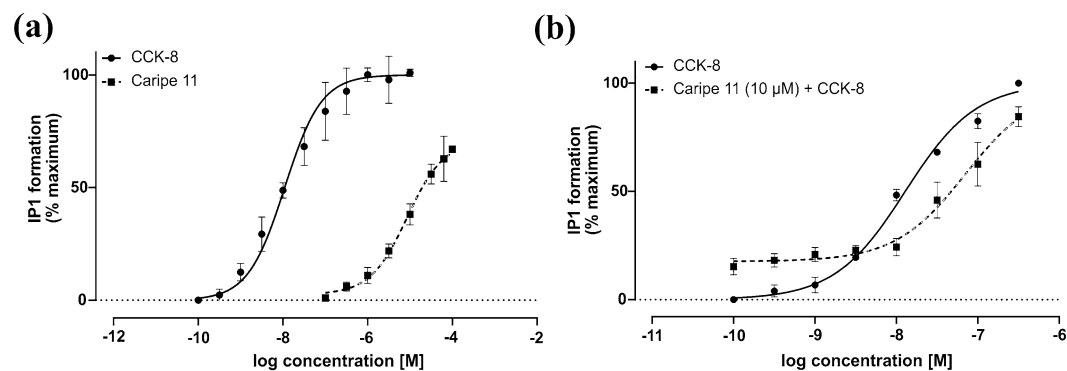 (a)
CCK-8
Caripe 11
IP1 formation
(% maximum)
100
50
0
-12
-10
-8
-6
-4
-2
log concentration [M]
(b)
CCK-8
Caripe 11 (10 µM) + CCK-8
IP1 formation
(% maximum)
100
50
0
-11
-10
-9
-8
-7
-6
log concentration [M]